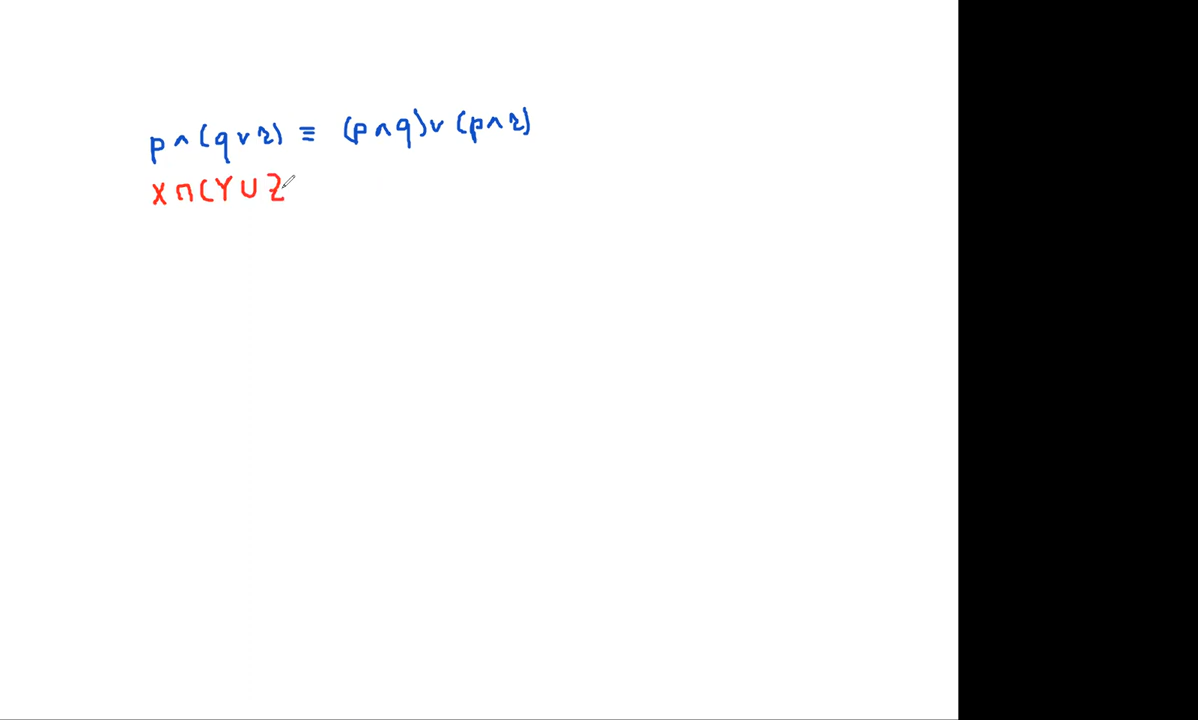 p ∧ (q ∨ r) ≡ (p ∧ q) ∨ (p ∧ r)
X ∩ (Y ∪ Z